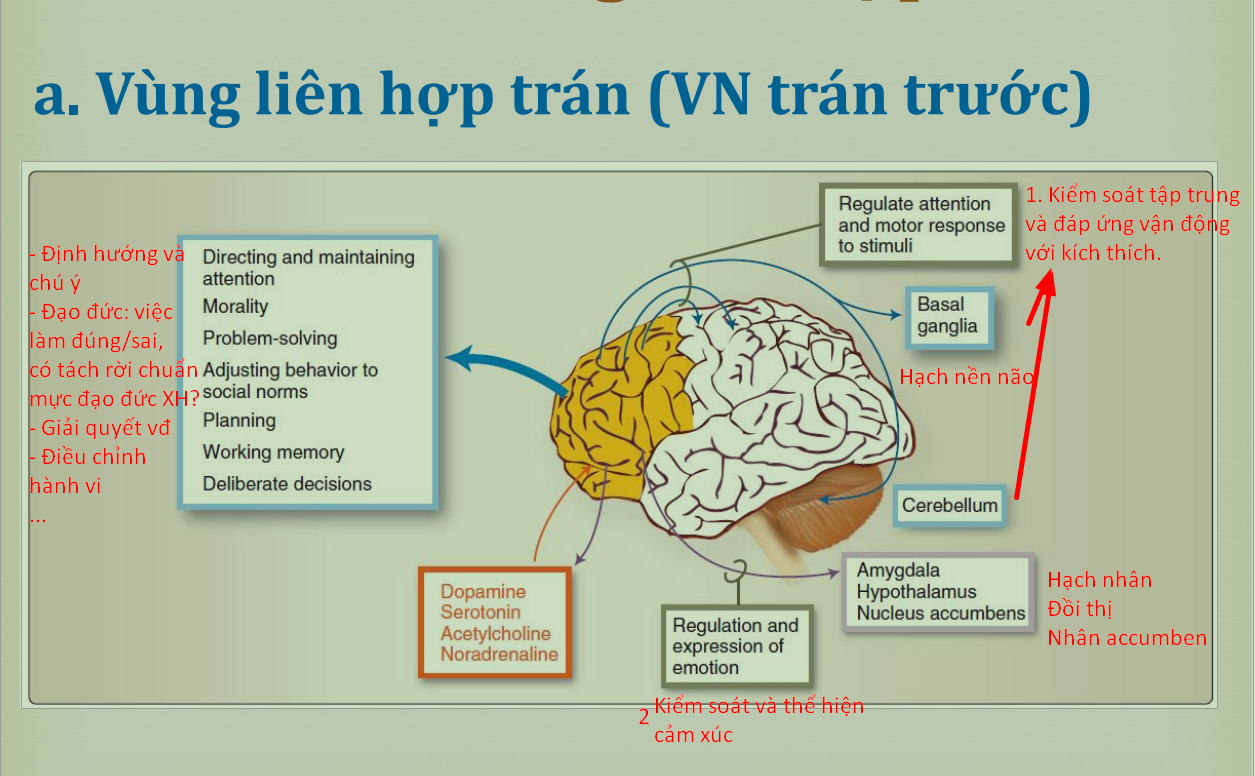 a. Vùng liên hợp trán (VN trán trước)
- Định hướng và
chú ý
- Đạo đức: việc
làm đúng/sai,
có tách rời chuẩn
mực đạo đức XH?
- Giải quyết vđ
- Điều chỉnh
hành vi
...
Directing and maintaining
attention
Morality
Problem-solving
Adjusting behavior to
social norms
Planning
Working memory
Deliberate decisions
Regulate attention
and motor response
to stimuli
1. Kiểm soát tập trung
và đáp ứng vận động
với kích thích.
Basal
ganglia
Hạch nền não
Cerebellum
Amygdala
Hypothalamus
Nucleus accumbens
Hạch nhân
Đồi thị
Nhân accumben
Dopamine
Serotonin
Acetylcholine
Noradrenaline
Regulation and
expression of
emotion
2 Kiểm soát và thể hiện
cảm xúc